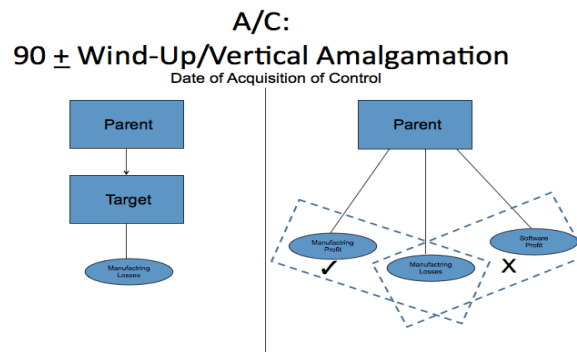 A/C:
90 ± Wind-Up/Vertical Amalgamation
Date of Acquisition of Control
Parent
Target
Manufactring
Losses
Parent
Manufactring
Profit
✓
Manufactring
Losses
Software
Profit
X